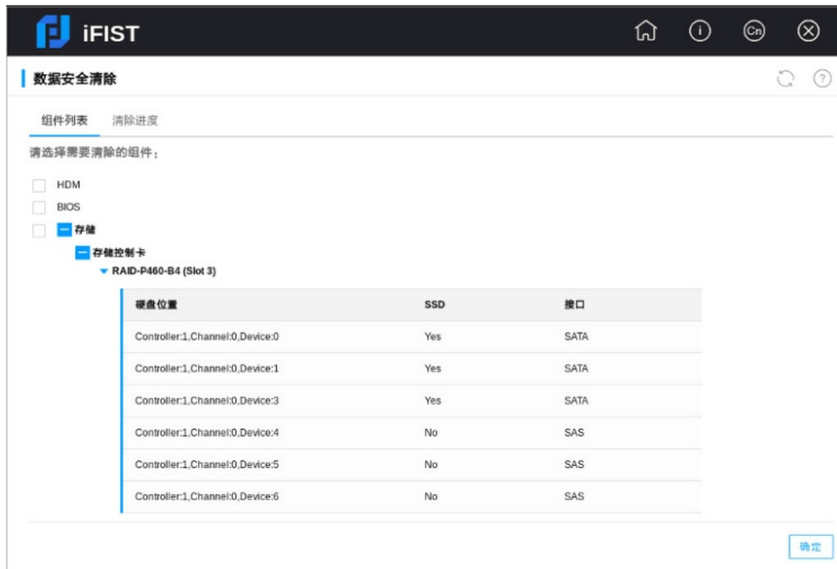 iFIST
Cn
数据安全清除
组件列表 清除进度
请选择需要清除的组件：
HDM
BIOS
存储
存储控制卡
RAID-P460-B4 (Slot 3)
硬盘位置 SSD 接口
Controller:1,Channel:0,Device:0 Yes SATA
Controller:1,Channel:0,Device:1 Yes SATA
Controller:1,Channel:0,Device:3 Yes SATA
Controller:1,Channel:0,Device:4 No SAS
Controller:1,Channel:0,Device:5 No SAS
Controller:1,Channel:0,Device:6 No SAS
确定